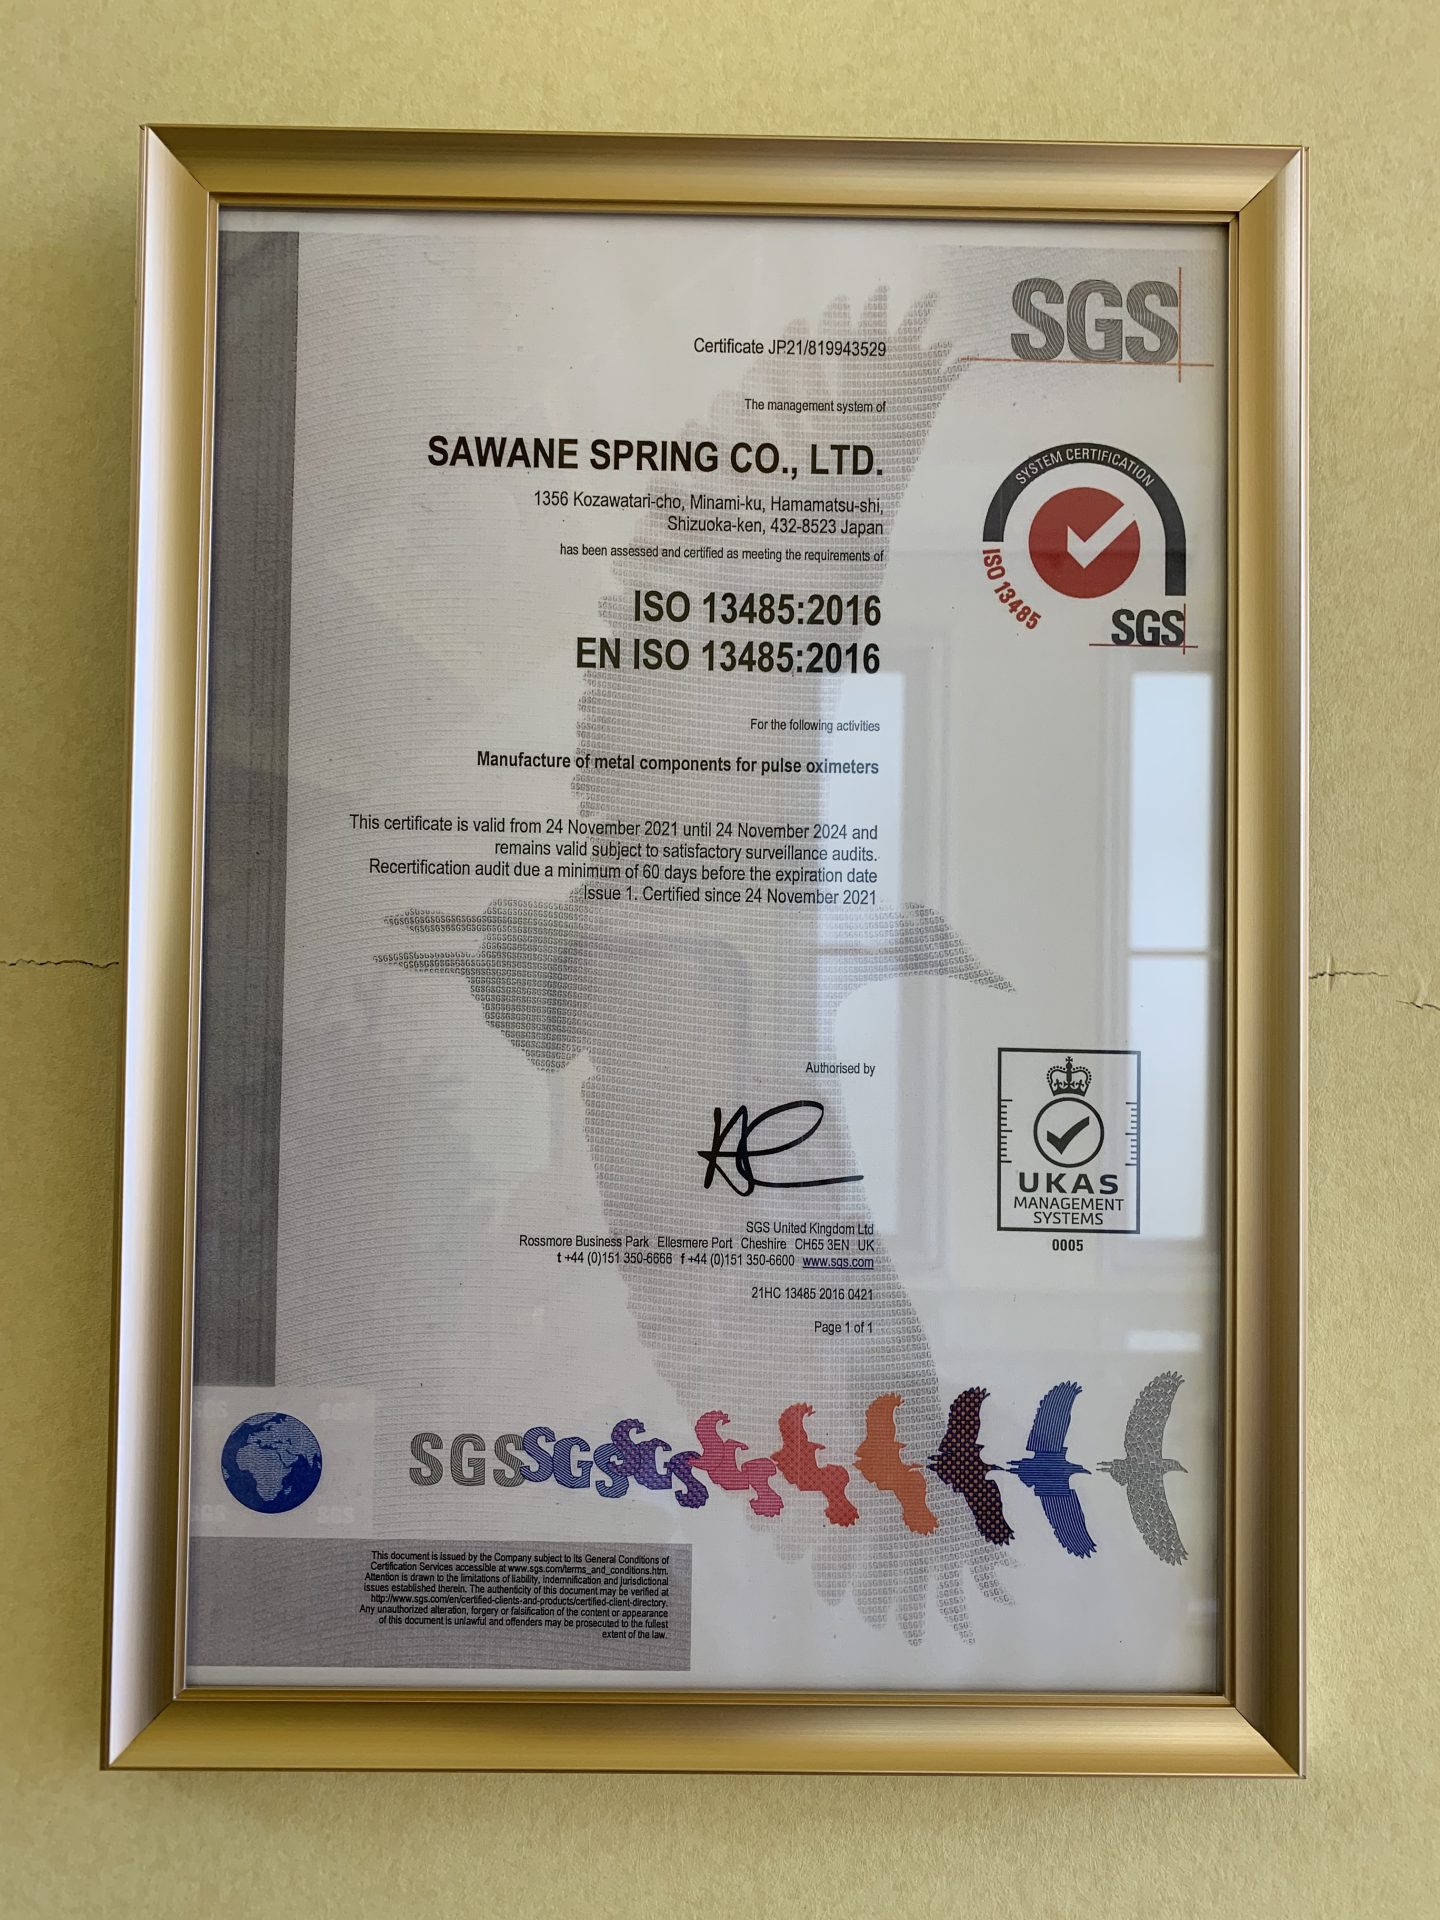 SGS
Certificate JP21/819943529
The management system of
SAWANE SPRING CO., LTD.
1356 Kozawatari-cho, Minami-ku, Hamamatsu-shi,
Shizuoka-ken, 432-8523 Japan
has been assessed and certified as meeting the requirements of
ISO 13485:2016
EN ISO 13485:2016
SYSTEM CERTIFICATION
ISO 13485
SGS
For the following activities
Manufacture of metal components for pulse oximeters
This certificate is valid from 24 November 2021 until 24 November 2024 and
remains valid subject to satisfactory surveillance audits.
Recertification audit due a minimum of 60 days before the expiration date
Issue 1. Certified since 24 November 2021
Authorised by
SGS United Kingdom Ltd
Rossmore Business Park Ellesmere Port Cheshire CH65 3EN UK
t +44 (0)151 350-6666 f +44 (0)151 350-6600 www.sgs.com
21HC 13485 2016 0421
Page 1 of 1
UKAS
MANAGEMENT
SYSTEMS
0005
SGS SGS SGS
This document is issued by the Company subject to its General Conditions of
Certification Services accessible at www.sgs.com/terms_and_conditions.htm.
Attention is drawn to the limitations of liability, indemnification and jurisdictional
issues established therein. The authenticity of this document may be verified at
http://www.sgs.com/en/certified-clients-and-products/certified-client-directory.
Any unauthorized alteration, forgery or falsification of the content or appearance
of this document is unlawful and offenders may be prosecuted to the fullest
extent of the law.